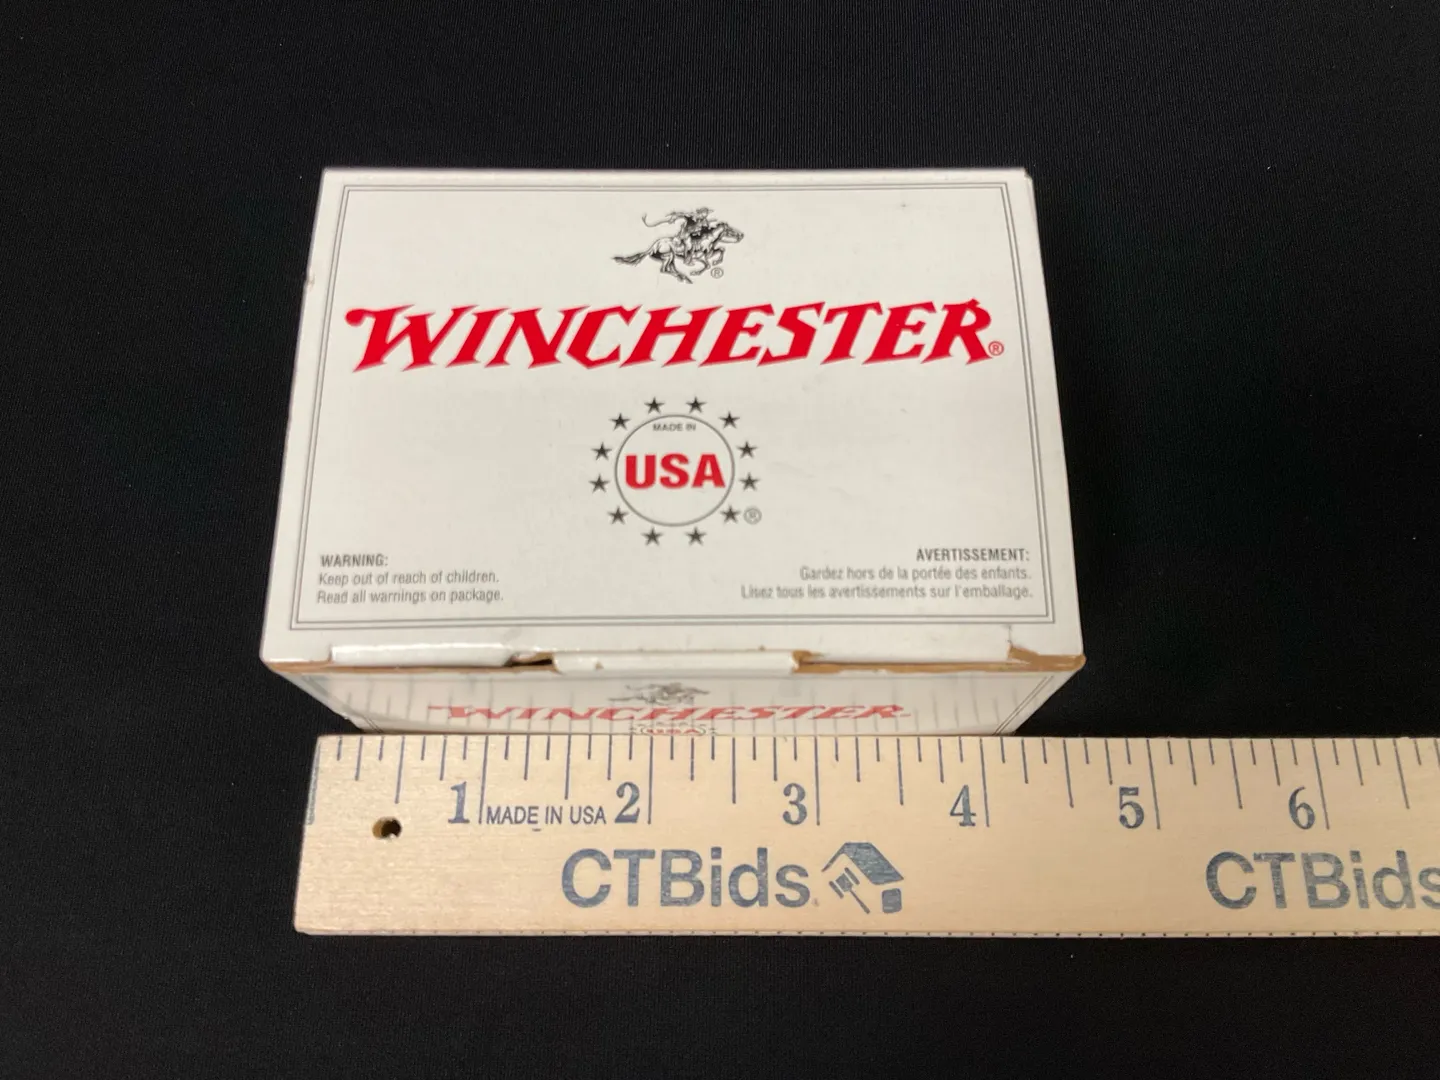 ®
WINCHESTER®
MADE IN
USA
®
WARNING:
Keep out of reach of children.
Read all warnings on package.
AVERTISSEMENT:
Gardez hors de la portée des enfants.
Lisez tous les avertissements sur l'emballage.
WINCHESTER
USA
1 MADE IN USA 2 3 4 5 6
CTBids CTBids